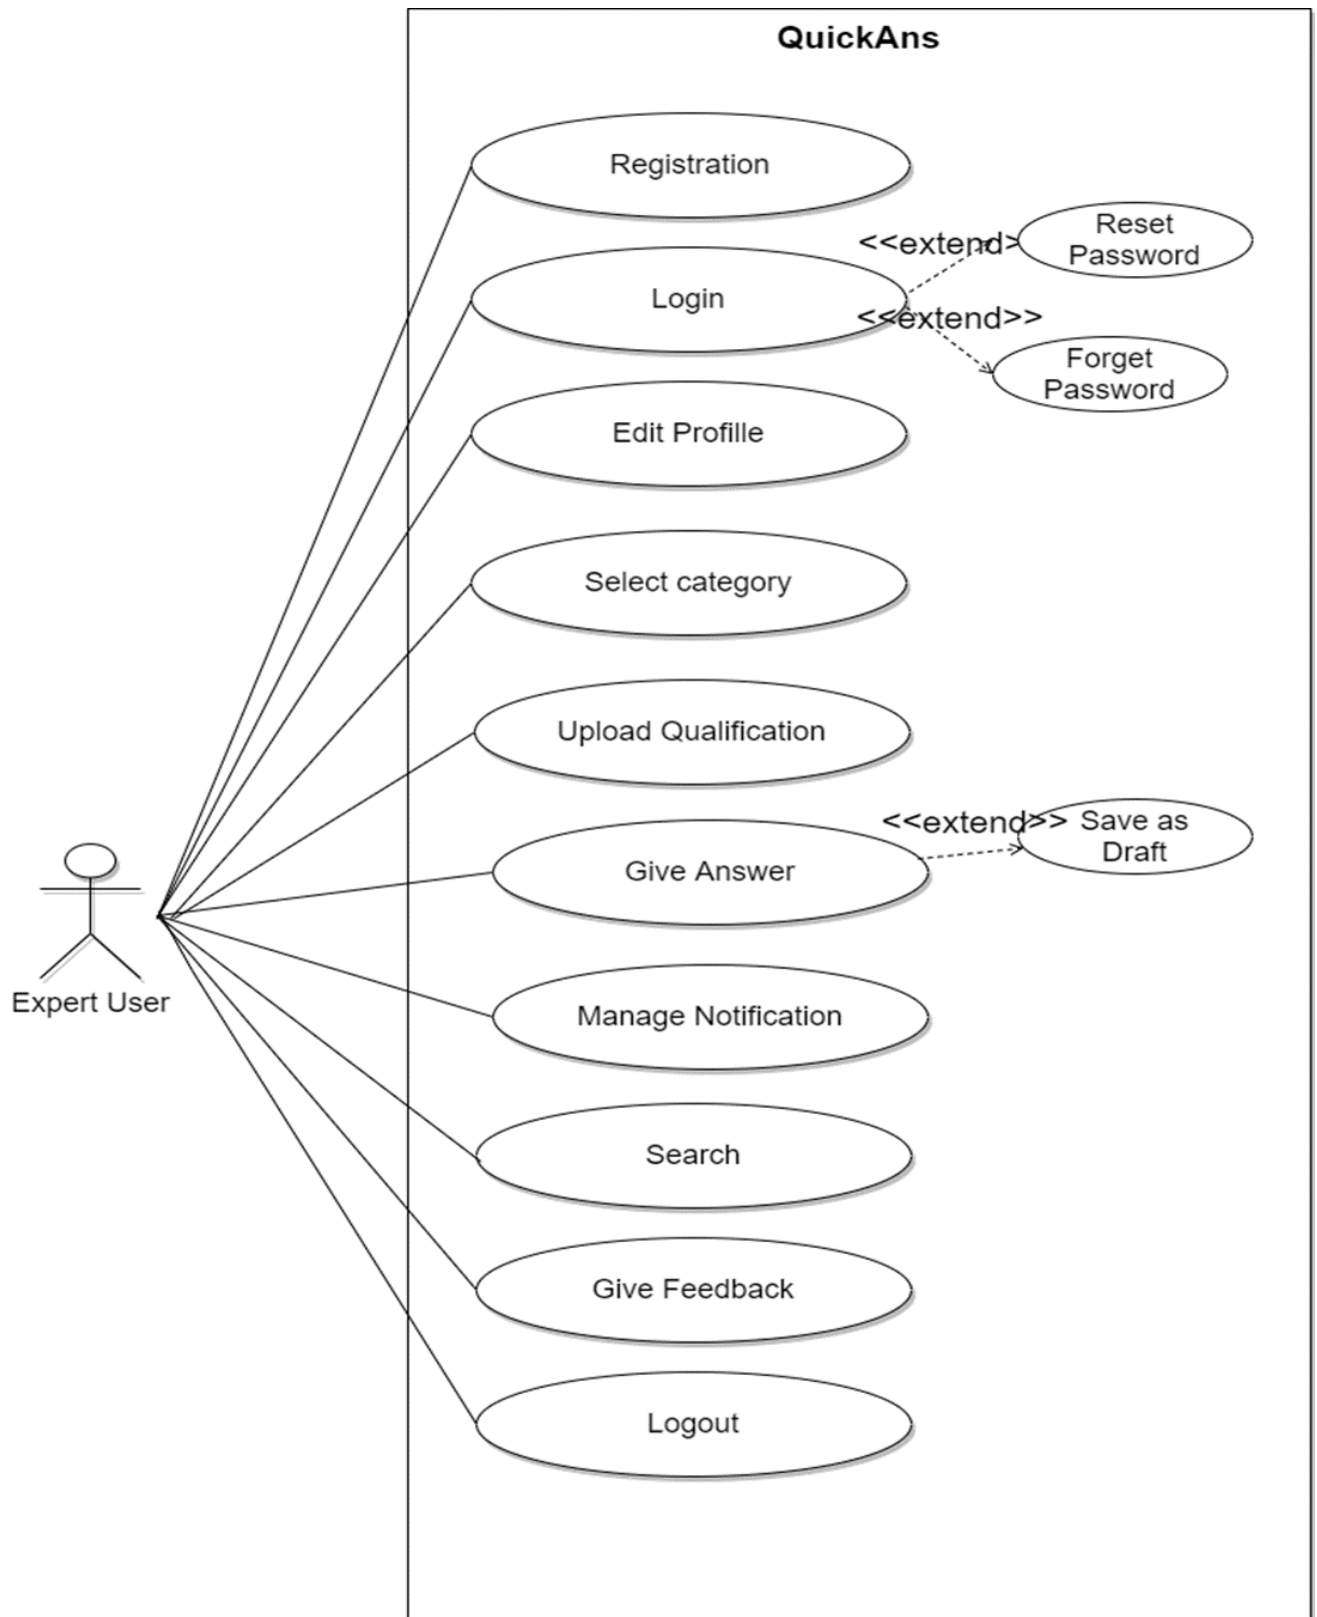 QuickAns
Registration
Reset
Password
<<extend>
Login
<<extend>>
Forget
Password
Edit Profille
Select category
Upload Qualification
<<extend>>
Save as
Draft
Give Answer
Expert User
Manage Notification
Search
Give Feedback
Logout